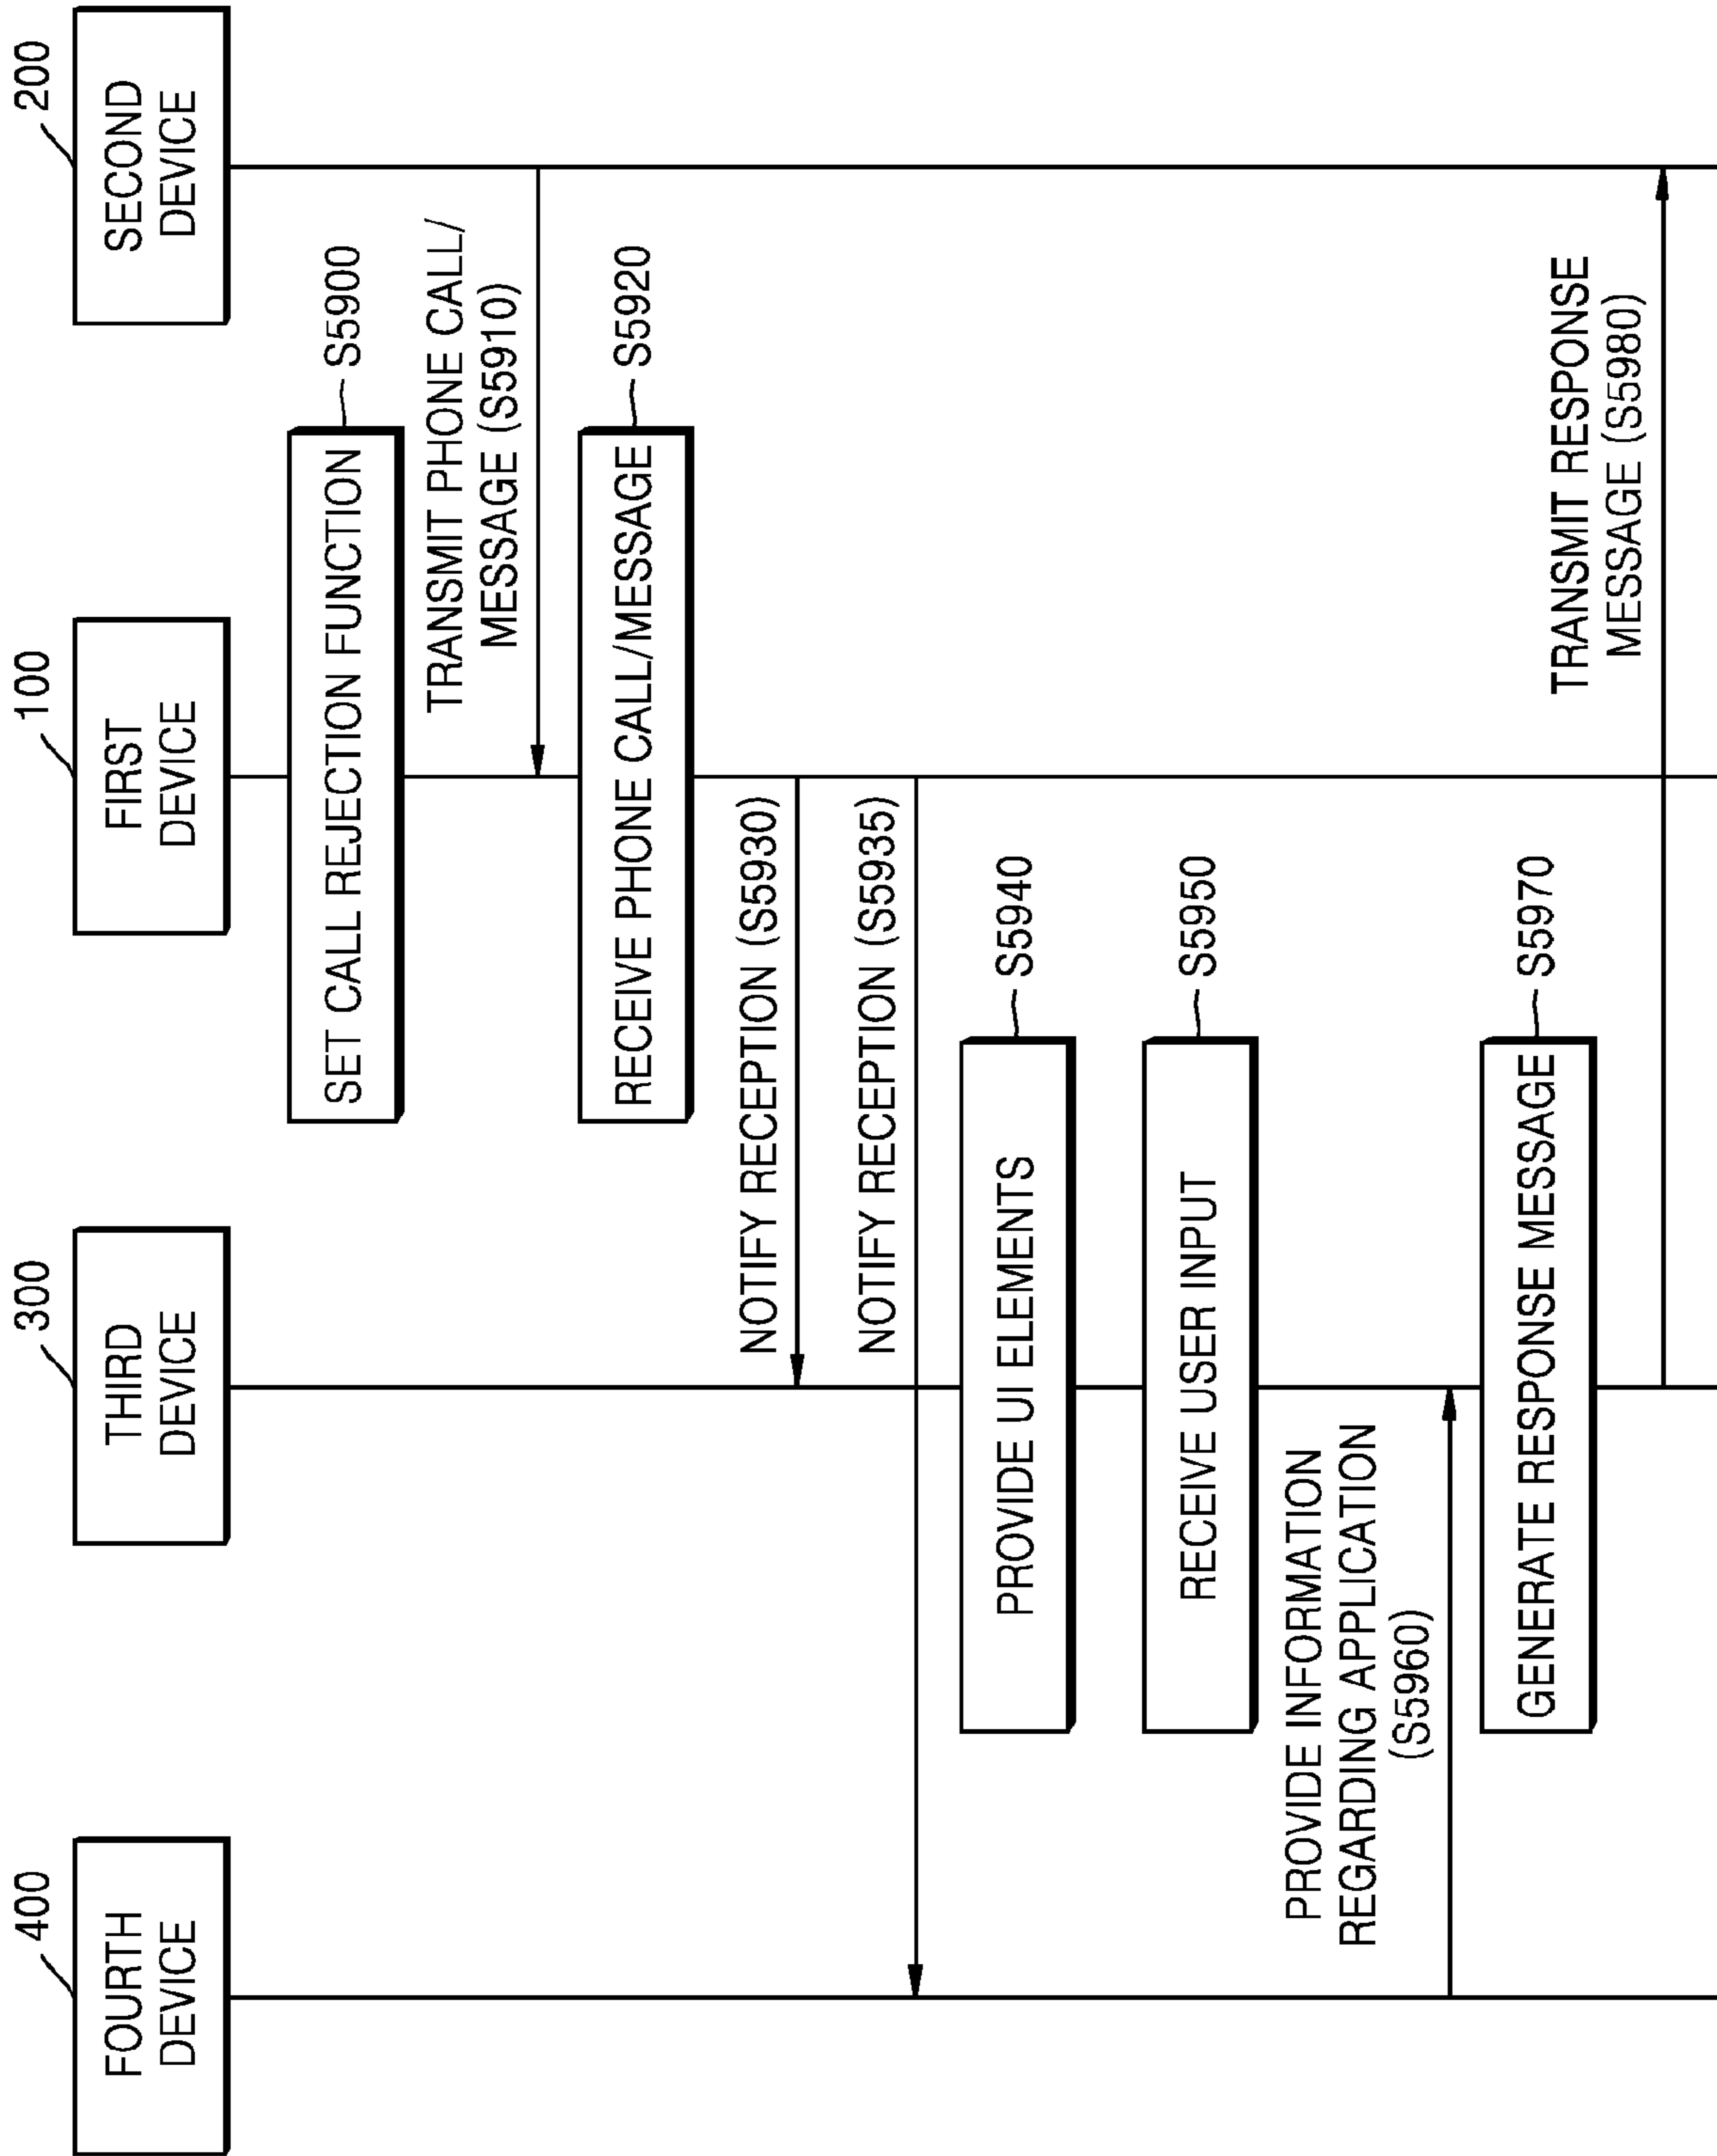 400
FOURTH
DEVICE
300
THIRD
DEVICE
100
FIRST
DEVICE
200
SECOND
DEVICE
SET CALL REJECTION FUNCTION
S5900
TRANSMIT PHONE CALL/
MESSAGE (S5910)
RECEIVE PHONE CALL/MESSAGE
S5920
NOTIFY RECEPTION (S5930)
NOTIFY RECEPTION (S5935)
PROVIDE UI ELEMENTS
S5940
RECEIVE USER INPUT
S5950
PROVIDE INFORMATION
REGARDING APPLICATION
(S5960)
GENERATE RESPONSE MESSAGE
S5970
TRANSMIT RESPONSE
MESSAGE (S5980)